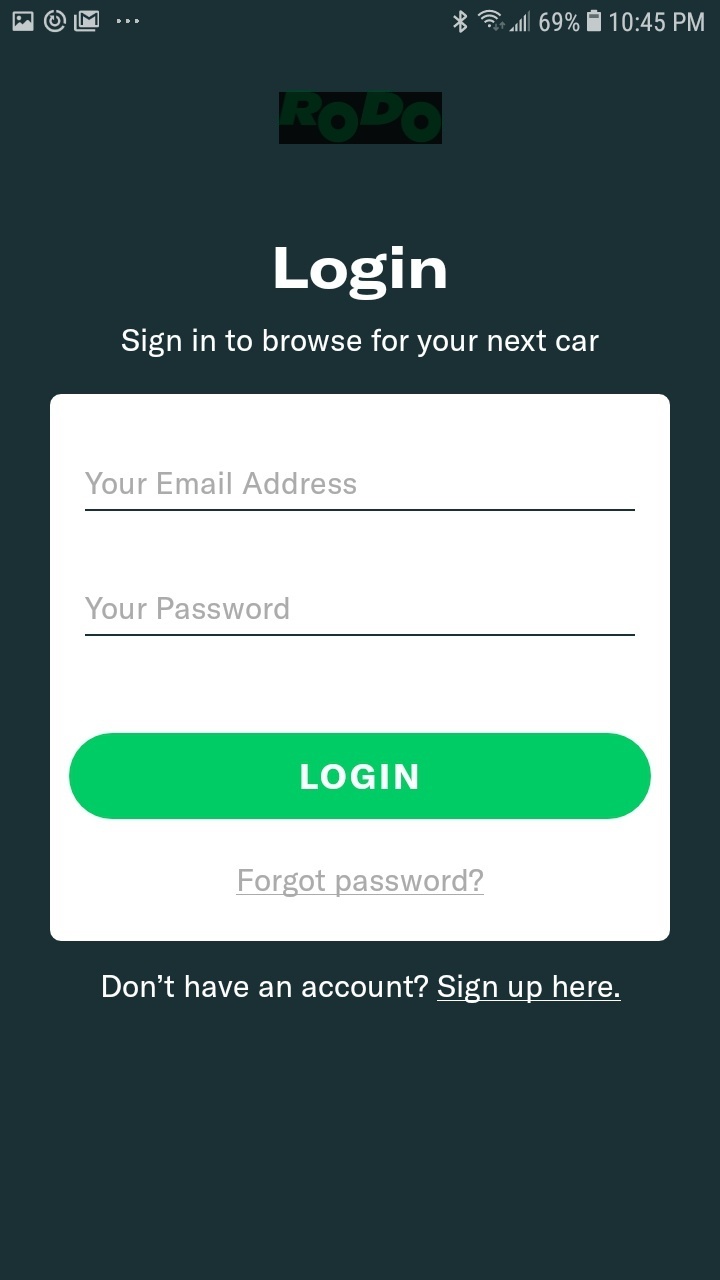 69% 10:45 PM
RoDo
Login
Sign in to browse for your next car
Your Email Address
Your Password
LOGIN
Forgot password?
Don’t have an account? Sign up here.